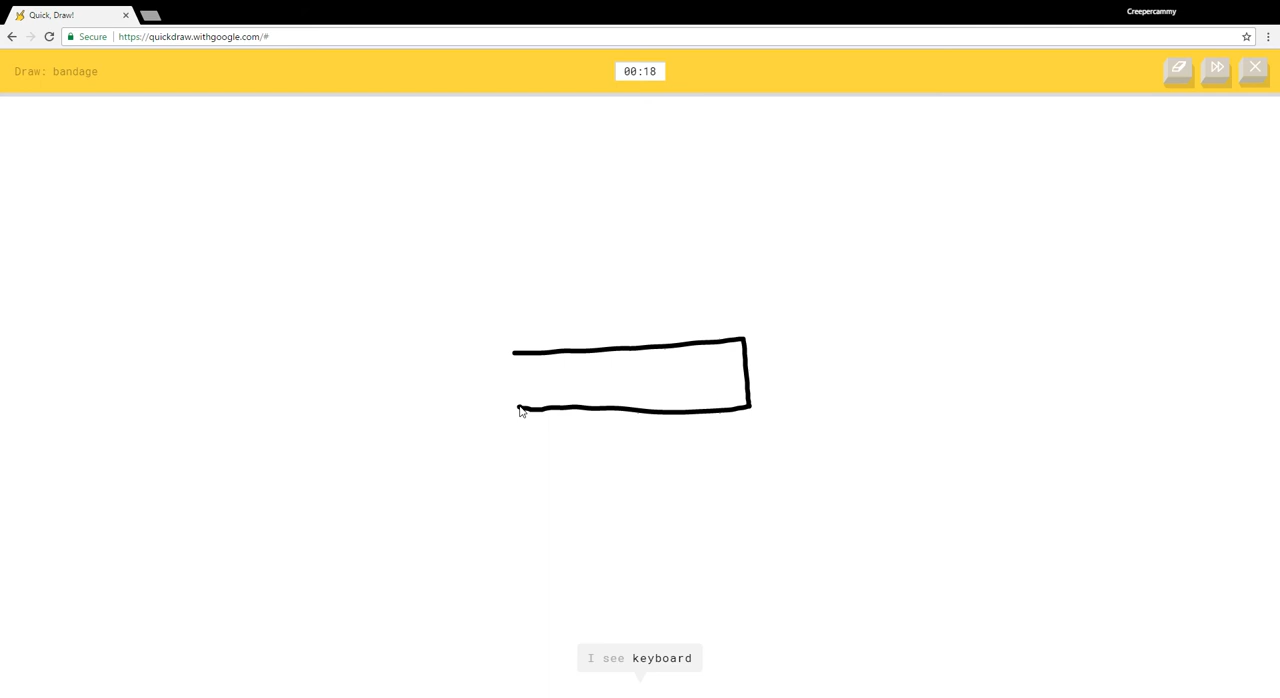 Quick, Draw!
Creepercammy
Secure https://quickdraw.withgoogle.com/#
Draw: bandage
00:18
I see keyboard